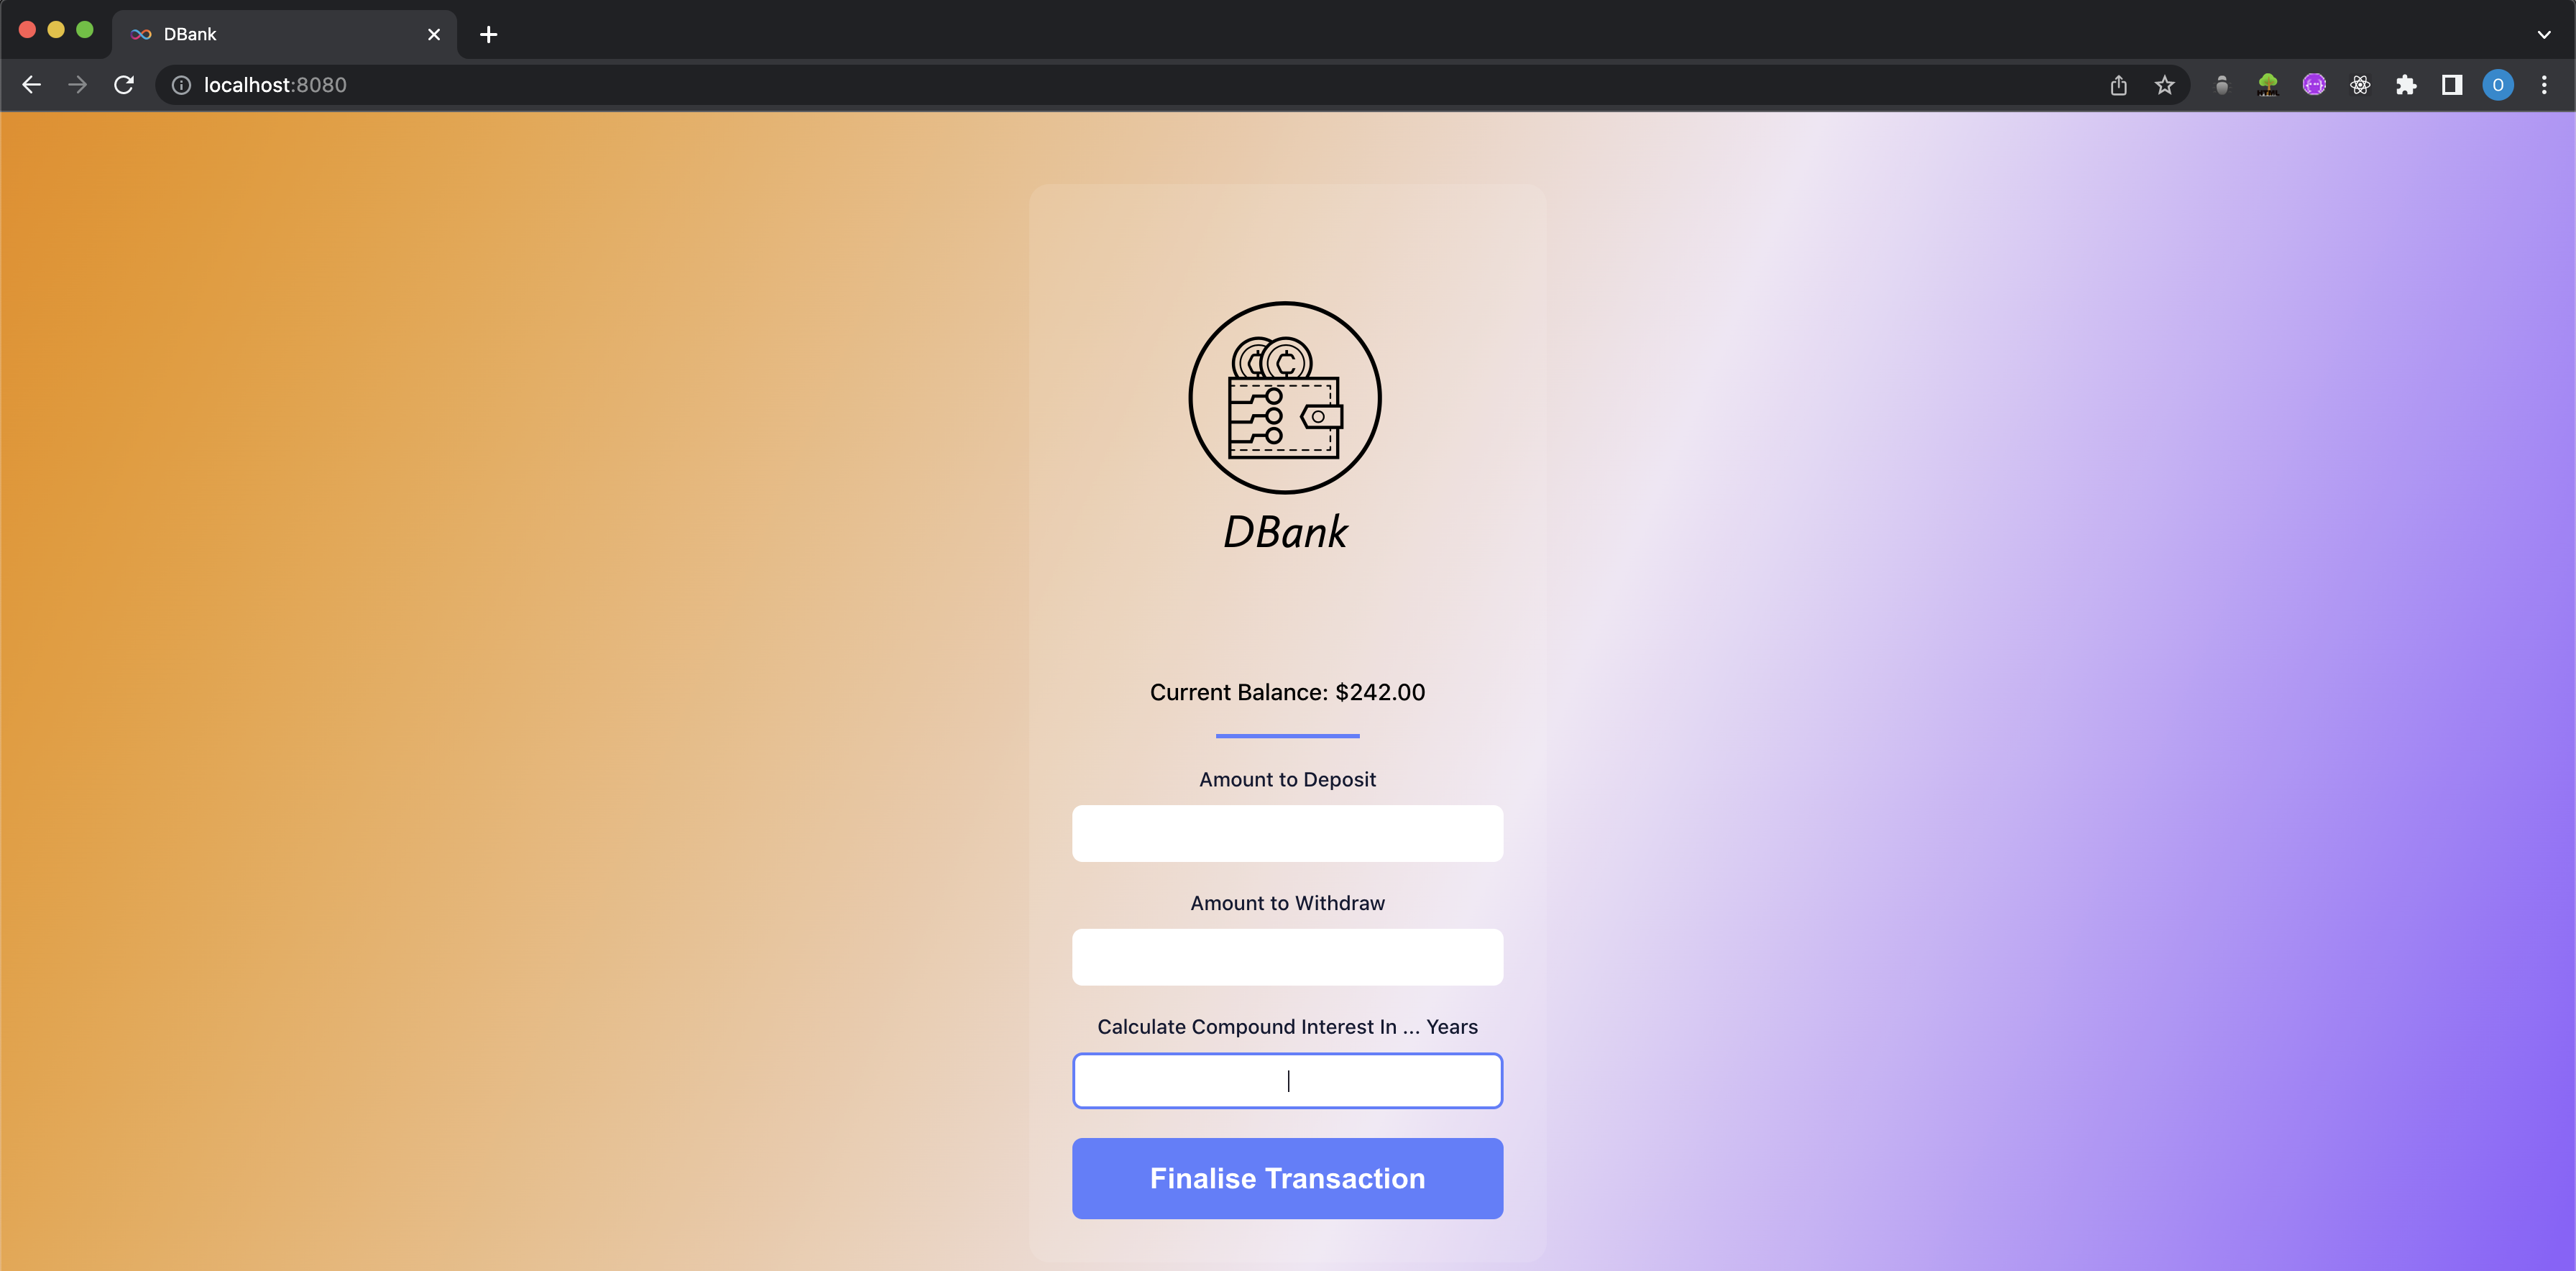 DBank
localhost:8080
O
DBank
Current Balance: $242.00
Amount to Deposit
Amount to Withdraw
Calculate Compound Interest In ... Years
Finalise Transaction